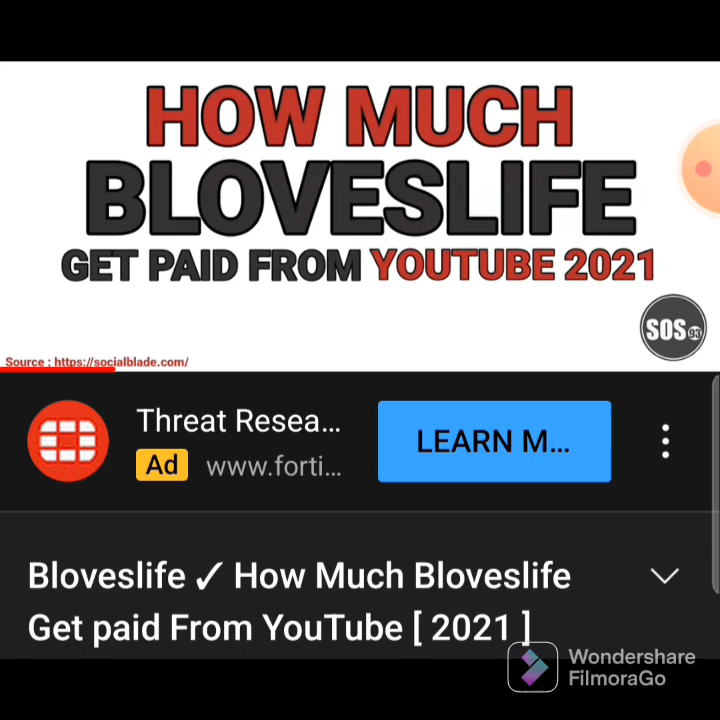 HOW MUCH
BLOVESLIFE
GET PAID FROM YOUTUBE 2021
SOS 93
Source : https://socialblade.com/
Threat Resea...
LEARN M...
Ad www.forti...
Bloveslife ✓ How Much Bloveslife
Get paid From YouTube [ 2021 ]
Wondershare
FilmoraGo